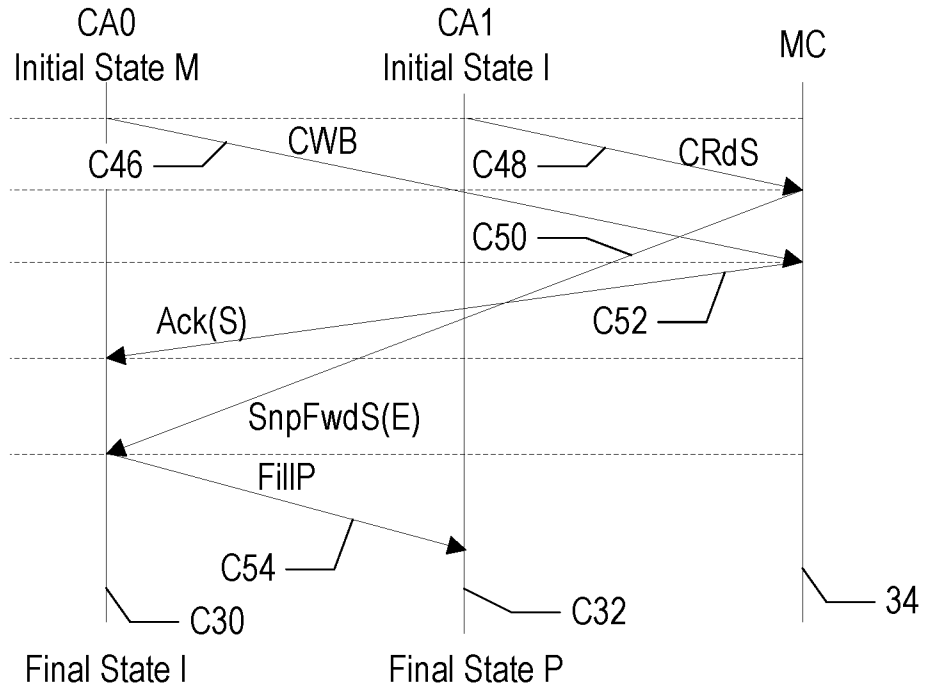 CA0
Initial State M
CA1
Initial State I
MC
CWB
C46
C48
CRdS
C50
C52
Ack(S)
SnpFwdS(E)
FillP
C54
C30
C32
34
Final State I
Final State P